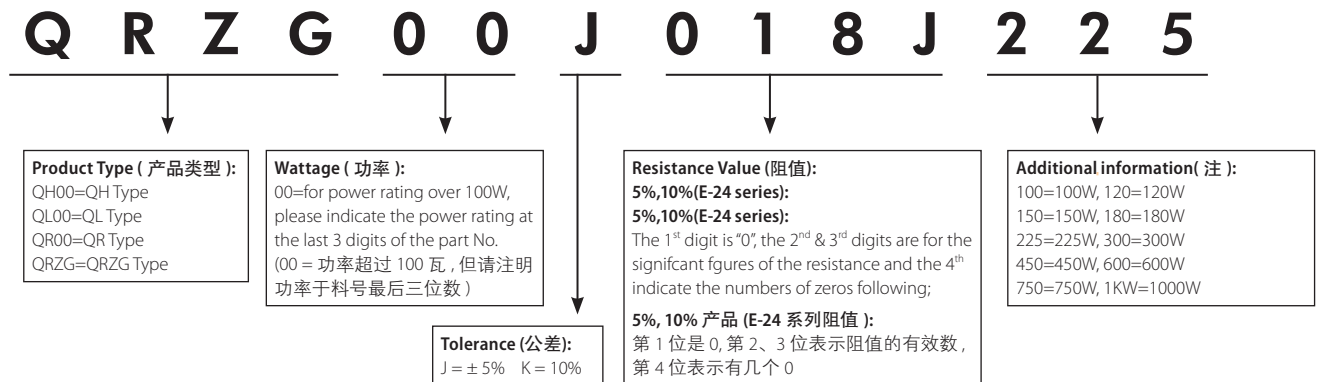 QRZG00J018J225
Product Type ( 产品类型 ):
QH00=QH Type
QL00=QL Type
QR00=QR Type
QRZG=QRZG Type
Wattage ( 功率 ):
00=for power rating over 100W,
please indicate the power rating at
the last 3 digits of the part No.
(00 = 功率超过 100 瓦 , 但请注明
功率于料号最后三位数 )
Tolerance (公差):
J = ± 5% K = 10%
Resistance Value (阻值):
5%,10%(E-24 series):
5%,10%(E-24 series):
The 1st digit is "0", the 2nd & 3rd digits are for the
signifcant fgures of the resistance and the 4th
indicate the numbers of zeros following;
5%, 10% 产品 (E-24 系列阻值 ):
第 1 位是 0, 第 2、3 位表示阻值的有效数 ,
第 4 位表示有几个 0
Additional information( 注 ):
100=100W, 120=120W
150=150W, 180=180W
225=225W, 300=300W
450=450W, 600=600W
750=750W, 1KW=1000W